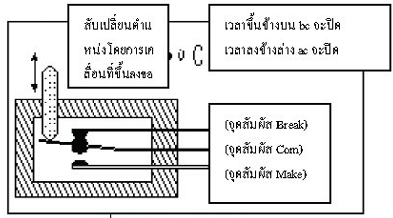 สับเปลี่ยนตำแ
หน่งโดยการเค
ลื่อนที่ขึ้นลงขอ
เวลาขึ้นข้างบน bc จะปิด
เวลาลงข้างล่าง ac จะปิด
(จุดสัมผัส Break)
(จุดสัมผัส Com)
(จุดสัมผัส Make)